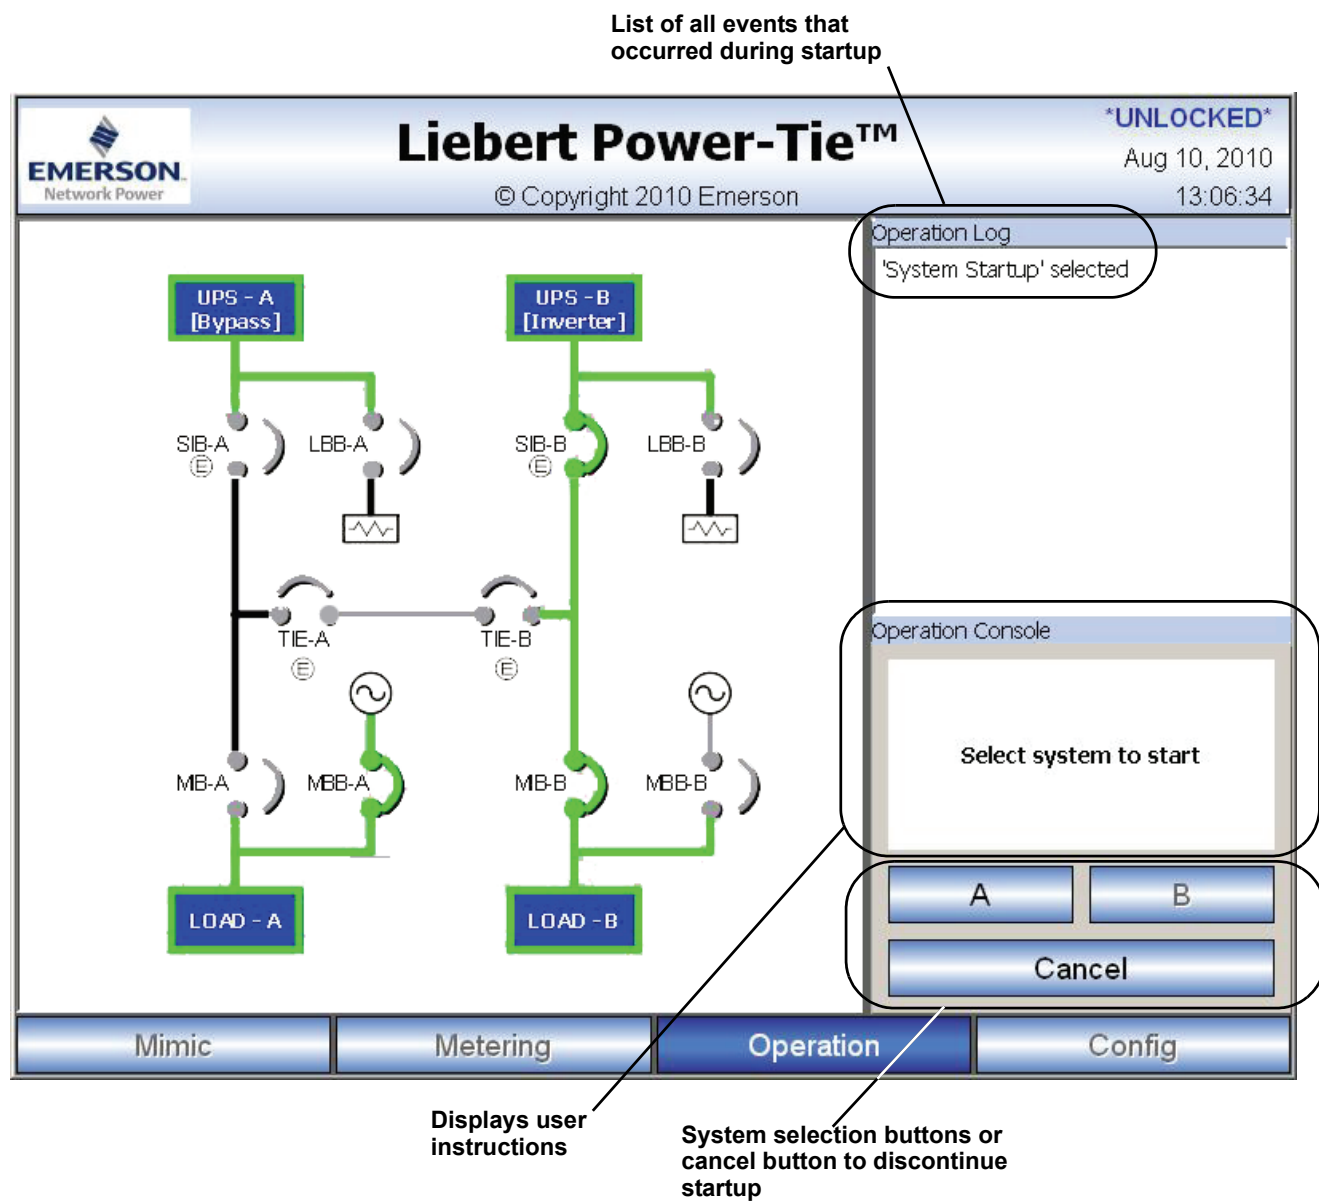 List of all events that
occurred during startup
EMERSON
Network Power
Liebert Power-Tie™
© Copyright 2010 Emerson
*UNLOCKED*
Aug 10, 2010
13:06:34
Operation Log
'System Startup' selected
UPS - A
[Bypass]
UPS - B
[Inverter]
SIB-A
E
LBB-A
SIB-B
E
LBB-B
TIE-A
E
TIE-B
E
Operation Console
Select system to start
MIB-A
MBB-A
MIB-B
MBB-B
LOAD - A
LOAD - B
A
B
Cancel
Mimic
Metering
Operation
Config
Displays user
instructions
System selection buttons or
cancel button to discontinue
startup